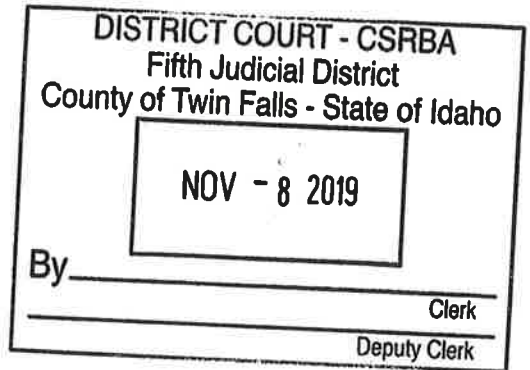 DISTRICT COURT - CSRBA
Fifth Judicial District
County of Twin Falls - State of Idaho
NOV - 8 2019
By
Clerk
Deputy Clerk